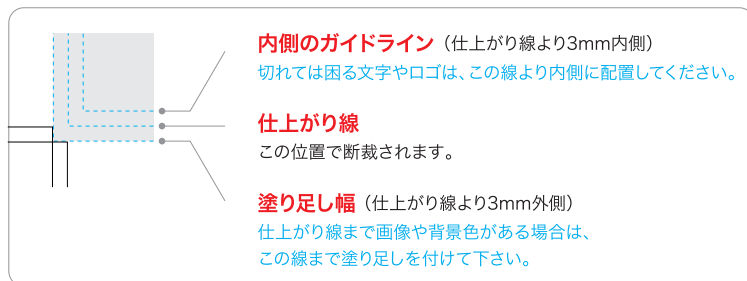 内側のガイドライン（仕上がり線より3mm内側）
切れては困る文字やロゴは、この線より内側に配置してください。
仕上がり線
この位置で断裁されます。
塗り足し幅（仕上がり線より3mm外側）
仕上がり線まで画像や背景色がある場合は、
この線まで塗り足しを付けて下さい。